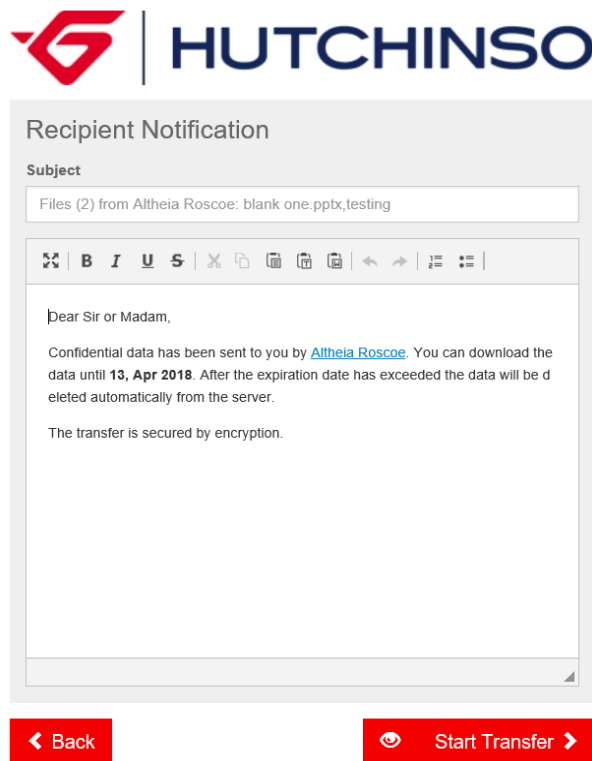 HUTCHINSO
Recipient Notification
Subject
Files (2) from Altheia Roscoe: blank one.pptx,testing
B I U S
Dear Sir or Madam,
Confidential data has been sent to you by Altheia Roscoe. You can download the
data until 13, Apr 2018. After the expiration date has exceeded the data will be d
eleted automatically from the server.
The transfer is secured by encryption.
Back
Start Transfer